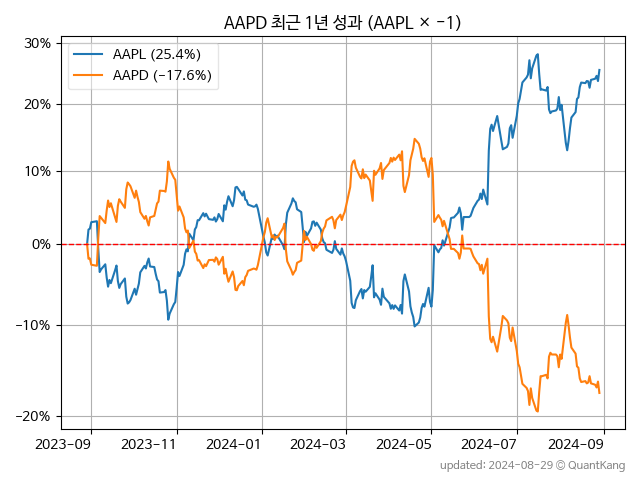 AAPD 최근 1년 성과 (AAPL × −1)
AAPL (25.4%)
AAPD (−17.6%)
30%
20%
10%
0%
−10%
−20%
2023-09 2023-11 2024-01 2024-03 2024-05 2024-07 2024-09
updated: 2024-08-29 © QuantKang